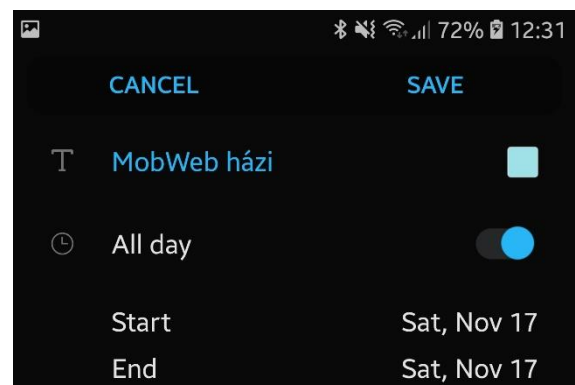 72% 12:31
CANCEL SAVE
T MobWeb házi
All day
Start Sat, Nov 17
End Sat, Nov 17